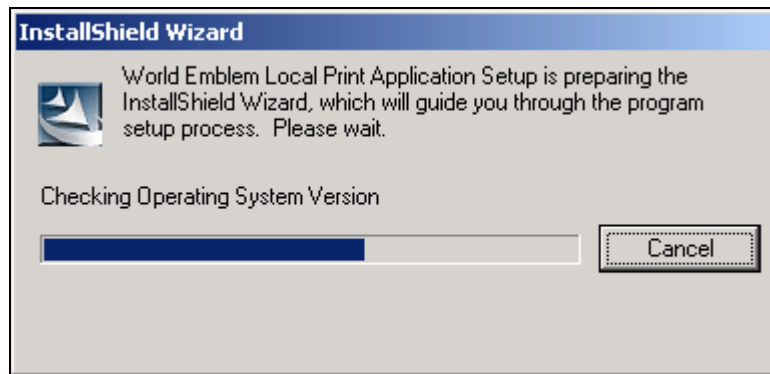 InstallShield Wizard
World Emblem Local Print Application Setup is preparing the
InstallShield Wizard, which will guide you through the program
setup process.  Please wait.
Checking Operating System Version
Cancel